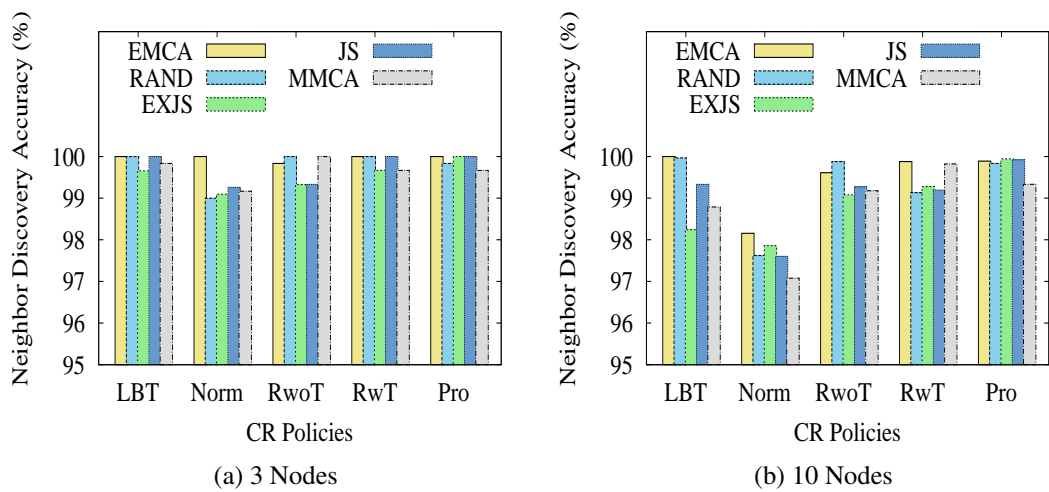 Neighbor Discovery Accuracy (%)
EMCA
RAND
EXJS
JS
MMCA
100
99
98
97
96
95
LBT Norm RwoT RwT Pro
CR Policies
(a) 3 Nodes
Neighbor Discovery Accuracy (%)
EMCA
RAND
EXJS
JS
MMCA
100
99
98
97
96
95
LBT Norm RwoT RwT Pro
CR Policies
(b) 10 Nodes